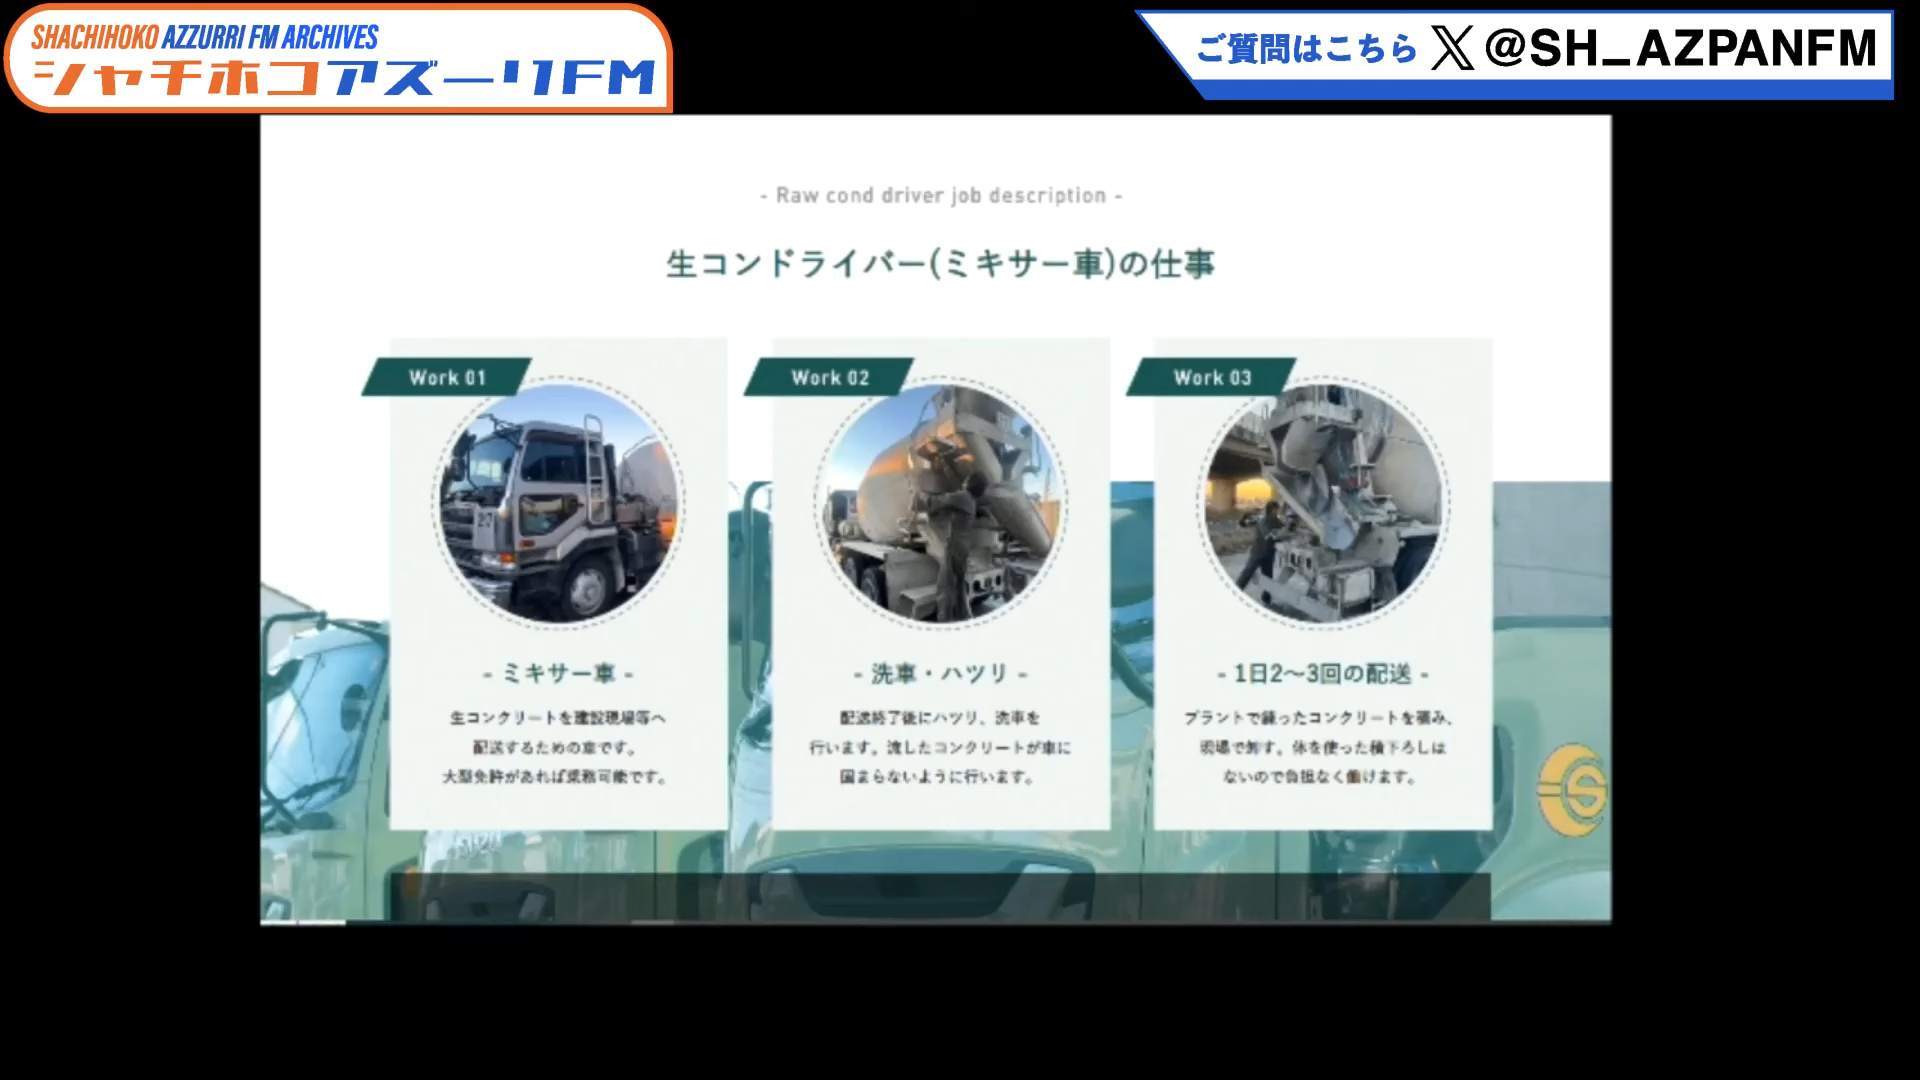 SHACHIHOKO AZZURRI FM ARCHIVES
シャチホコアズーリFM
ご質問はこちら X @SH_AZPANFM
- Raw cond driver job description -
生コンドライバー(ミキサー車)の仕事
Work 01
- ミキサー車 -
生コンクリートを建設現場等へ
配送するための車です。
大型免許があれば乗務可能です。
Work 02
- 洗車・ハツリ -
配送終了後にハツリ、洗車を
行います。流したコンクリートが車に
固まらないように行います。
Work 03
- 1日2〜3回の配送 -
プラントで練ったコンクリートを積み、
現場で卸す。体を使った積下ろしは
ないので負担なく働けます。